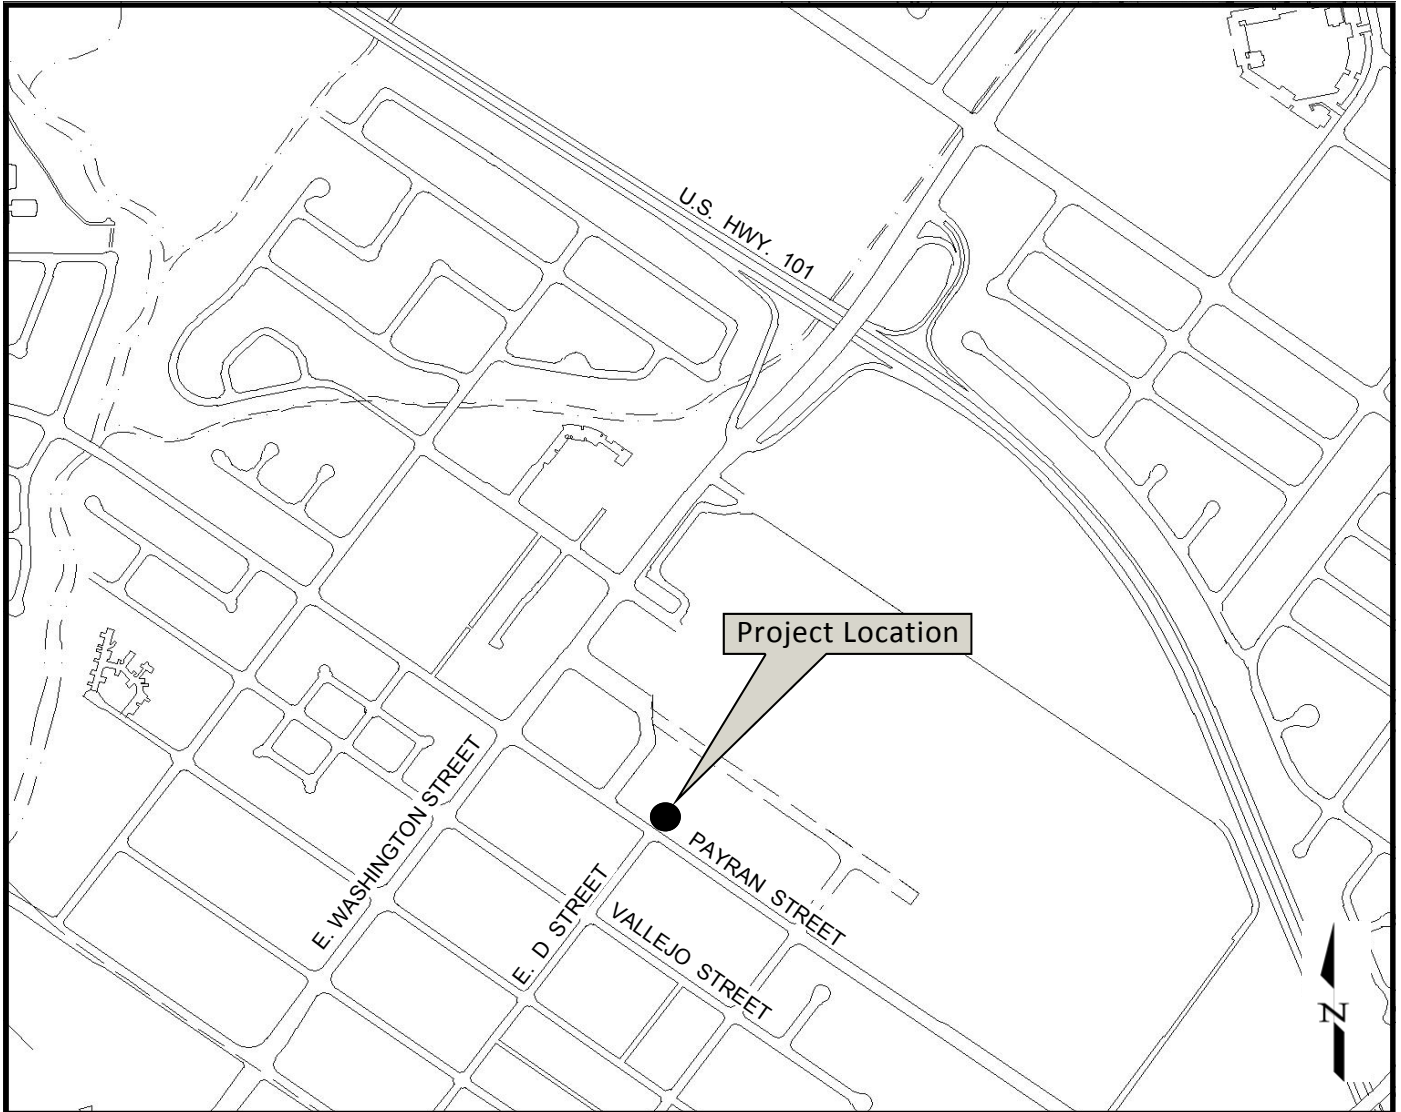 U.S. HWY. 101
Project Location
E. WASHINGTON STREET
PAYRAN STREET
E. D STREET
VALLEJO STREET
N